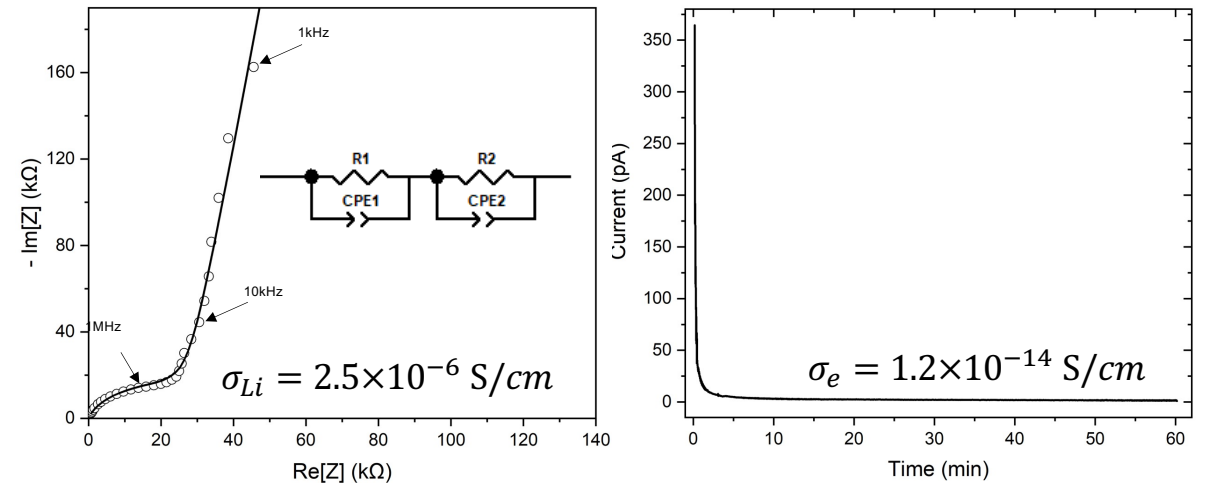 160
120
80
40
0
0 20 40 60 80 100 120 140
- Im[Z] (kΩ)
Re[Z] (kΩ)
1kHz
R1 R2
CPE1 CPE2
10kHz
1MHz
σLi = 2.5×10⁻⁶ S/cm
350
300
250
200
150
100
50
0
0 10 20 30 40 50 60
Current (pA)
Time (min)
σe = 1.2×10⁻¹⁴ S/cm